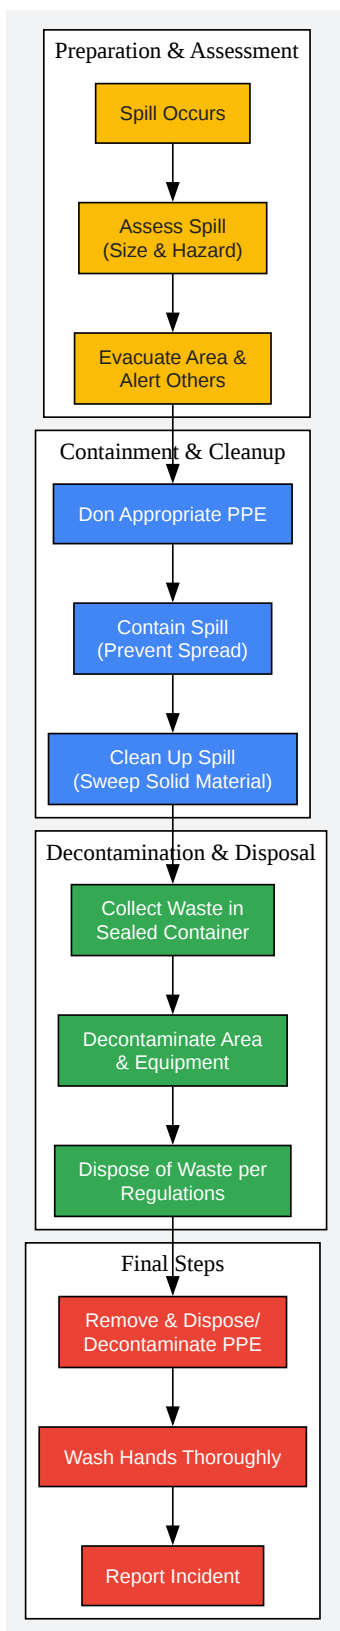 Preparation & Assessment
Spill Occurs
Assess Spill
(Size & Hazard)
Evacuate Area &
Alert Others
Containment & Cleanup
Don Appropriate PPE
Contain Spill
(Prevent Spread)
Clean Up Spill
(Sweep Solid Material)
Decontamination & Disposal
Collect Waste in
Sealed Container
Decontaminate Area
& Equipment
Dispose of Waste per
Regulations
Final Steps
Remove & Dispose/
Decontaminate PPE
Wash Hands Thoroughly
Report Incident